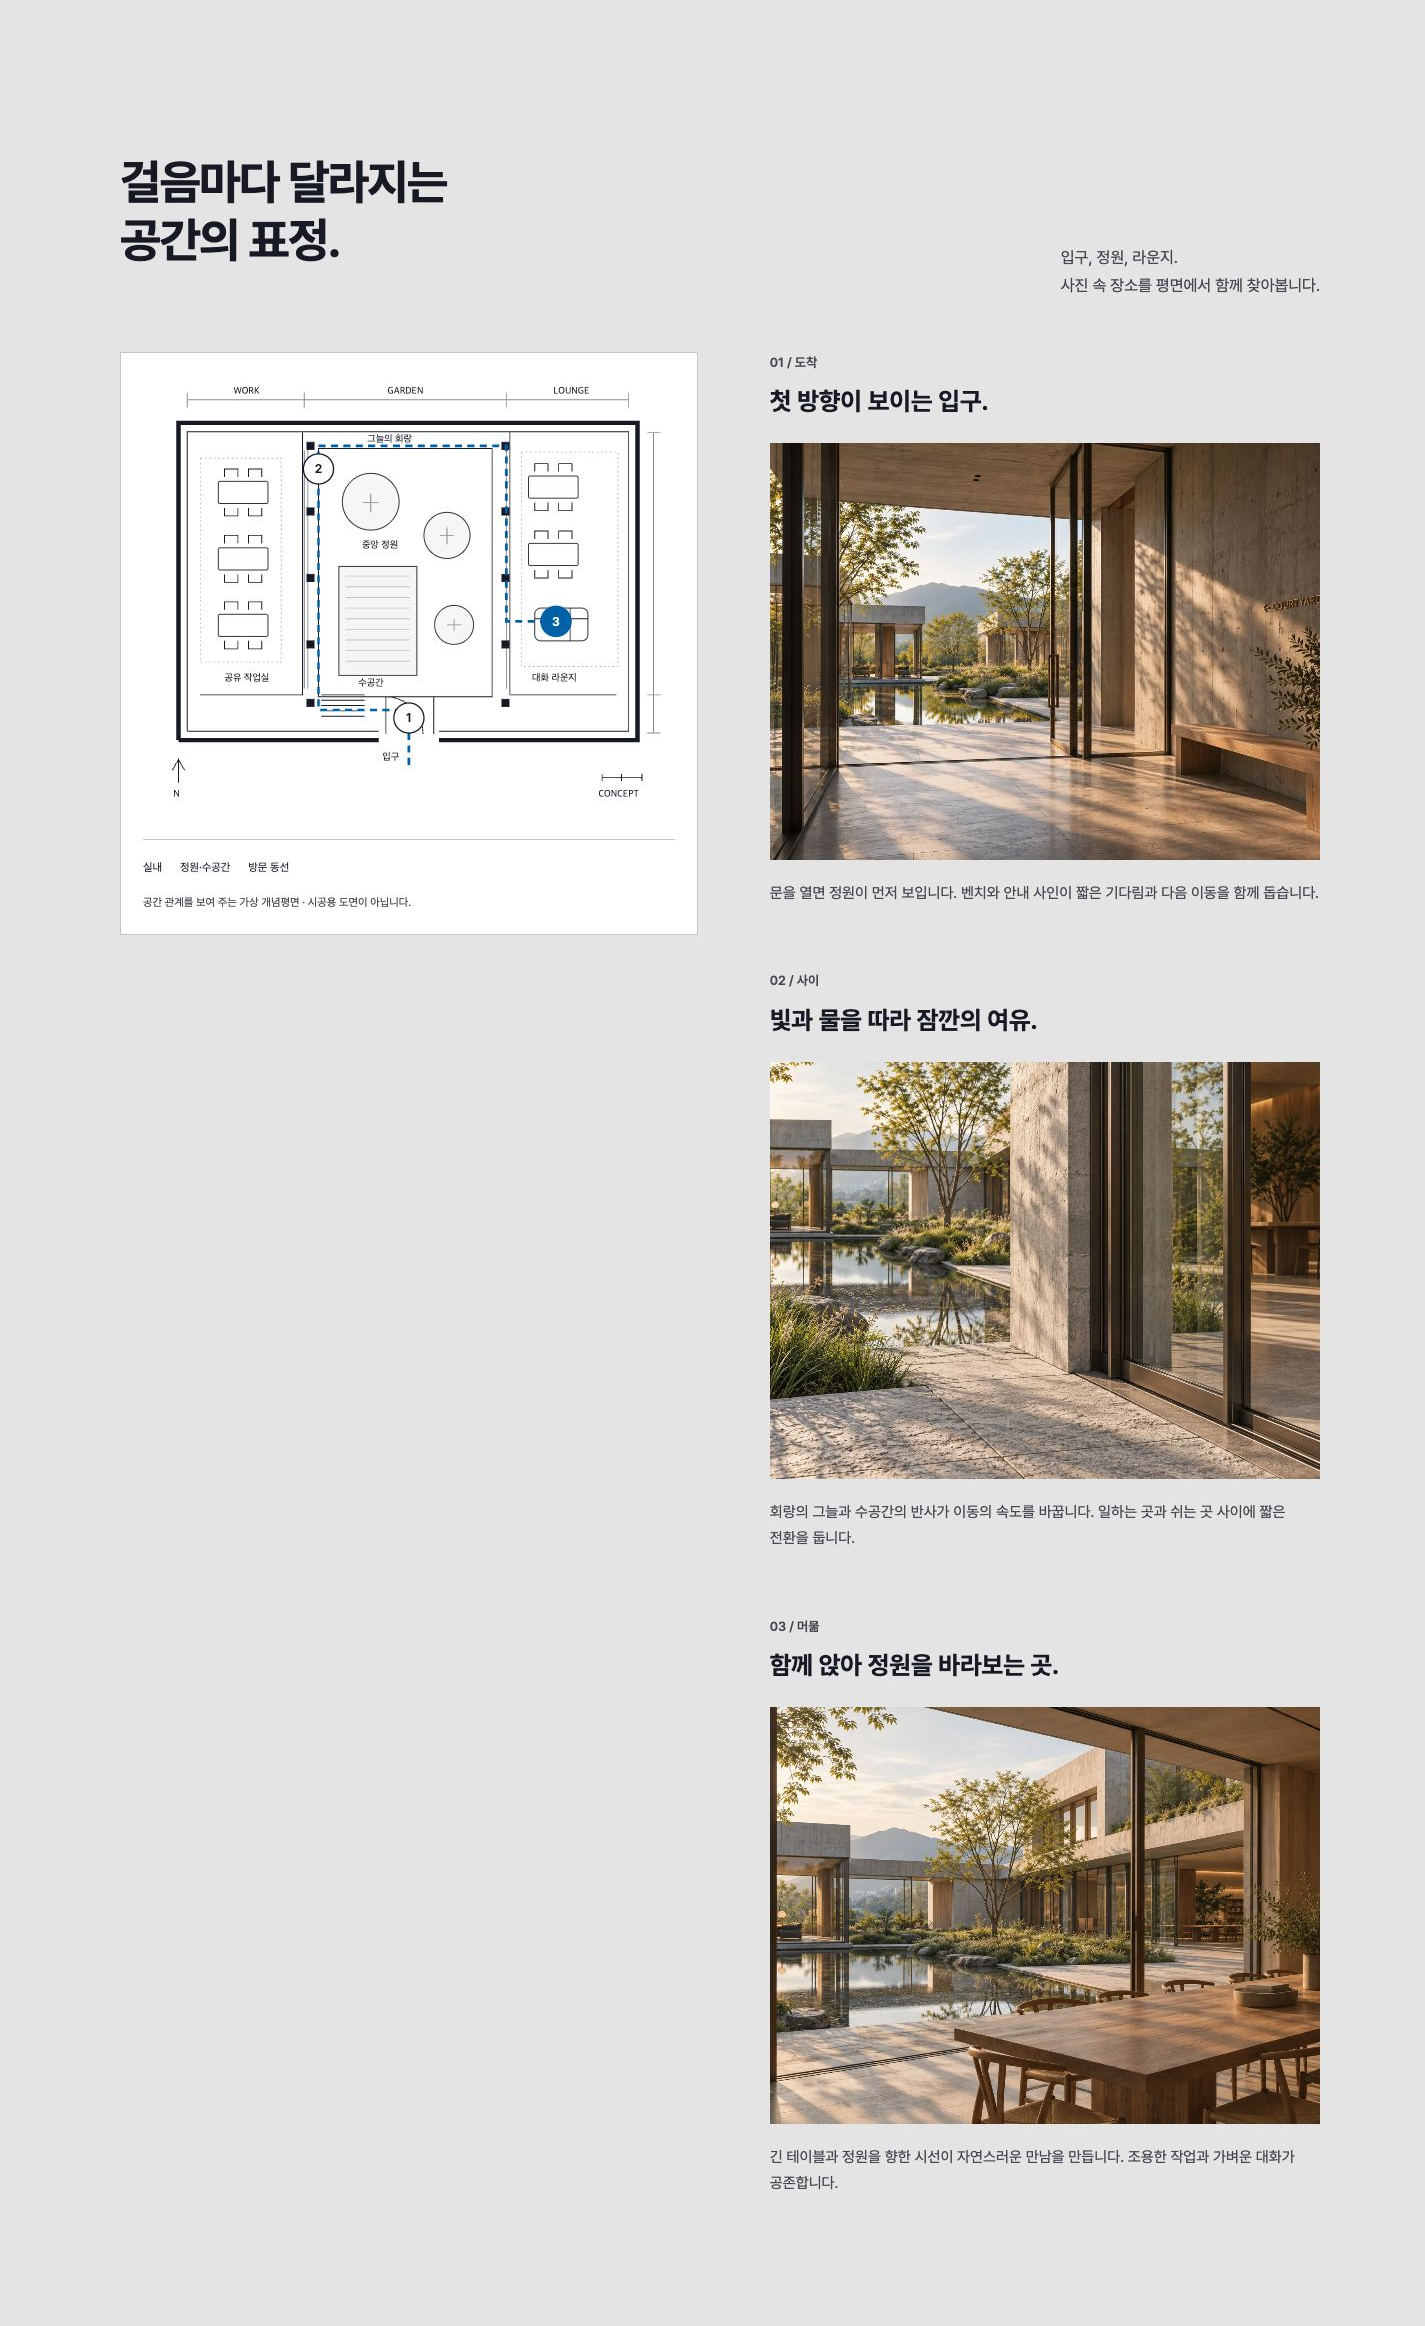 걸음마다 달라지는
공간의 표정.
입구, 정원, 라운지.
사진 속 장소를 평면에서 함께 찾아봅니다.
WORK
GARDEN
LOUNGE
그늘의 회랑
2
중앙 정원
3
공유 작업실
수공간
대화 라운지
1
입구
N
CONCEPT
실내 정원·수공간 방문 동선
공간 관계를 보여 주는 가상 개념평면 · 시공용 도면이 아닙니다.
01 / 도착
첫 방향이 보이는 입구.
← COURTYARD
문을 열면 정원이 먼저 보입니다. 벤치와 안내 사인이 짧은 기다림과 다음 이동을 함께 돕습니다.
02 / 사이
빛과 물을 따라 잠깐의 여유.
회랑의 그늘과 수공간의 반사가 이동의 속도를 바꿉니다. 일하는 곳과 쉬는 곳 사이에 짧은
전환을 둡니다.
03 / 머묾
함께 앉아 정원을 바라보는 곳.
긴 테이블과 정원을 향한 시선이 자연스러운 만남을 만듭니다. 조용한 작업과 가벼운 대화가
공존합니다.